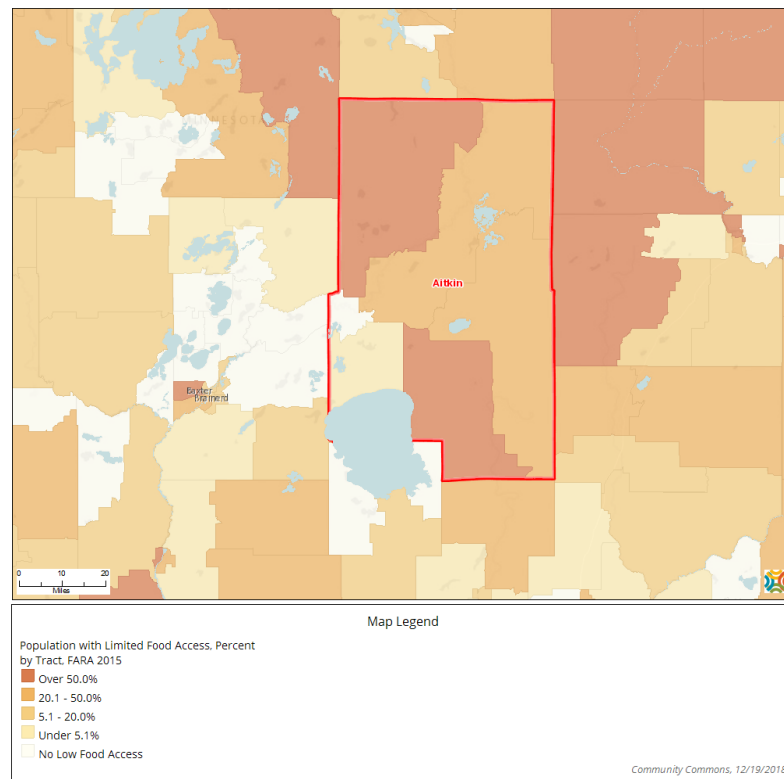 MINNESOTA
Aitkin
Baxter
Brainerd
0 10 20
Miles
Map Legend
Population with Limited Food Access, Percent
by Tract, FARA 2015
Over 50.0%
20.1 - 50.0%
5.1 - 20.0%
Under 5.1%
No Low Food Access
Community Commons, 12/19/2018